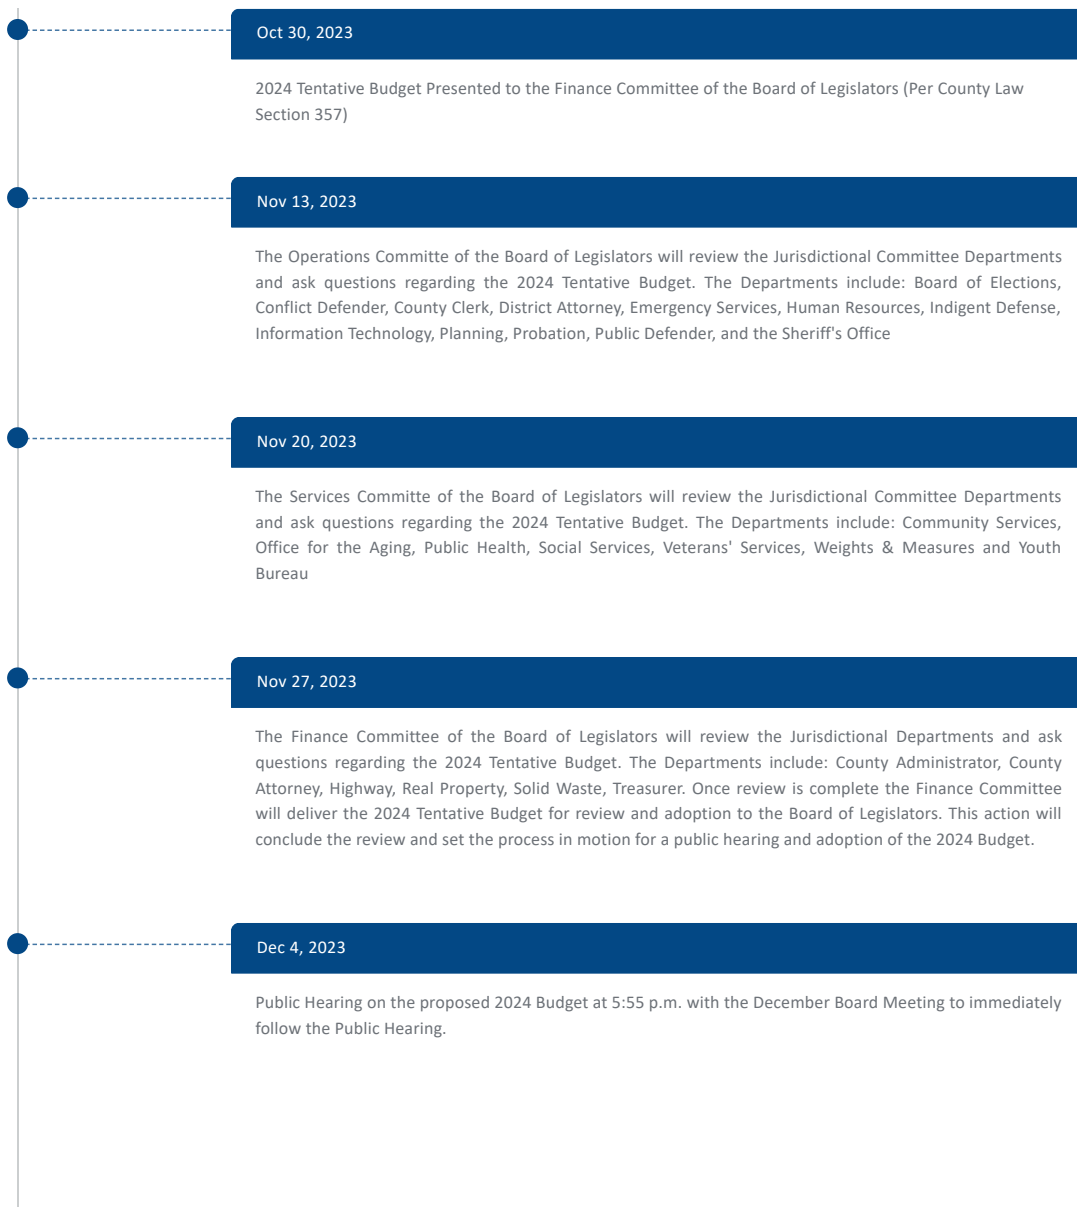 Oct 30, 2023
2024 Tentative Budget Presented to the Finance Committee of the Board of Legislators (Per County Law
Section 357)
Nov 13, 2023
The Operations Committe of the Board of Legislators will review the Jurisdictional Committee Departments
and ask questions regarding the 2024 Tentative Budget. The Departments include: Board of Elections,
Conflict Defender, County Clerk, District Attorney, Emergency Services, Human Resources, Indigent Defense,
Information Technology, Planning, Probation, Public Defender, and the Sheriff's Office
Nov 20, 2023
The Services Committe of the Board of Legislators will review the Jurisdictional Committee Departments
and ask questions regarding the 2024 Tentative Budget. The Departments include: Community Services,
Office for the Aging, Public Health, Social Services, Veterans' Services, Weights & Measures and Youth
Bureau
Nov 27, 2023
The Finance Committee of the Board of Legislators will review the Jurisdictional Departments and ask
questions regarding the 2024 Tentative Budget. The Departments include: County Administrator, County
Attorney, Highway, Real Property, Solid Waste, Treasurer. Once review is complete the Finance Committee
will deliver the 2024 Tentative Budget for review and adoption to the Board of Legislators. This action will
conclude the review and set the process in motion for a public hearing and adoption of the 2024 Budget.
Dec 4, 2023
Public Hearing on the proposed 2024 Budget at 5:55 p.m. with the December Board Meeting to immediately
follow the Public Hearing.